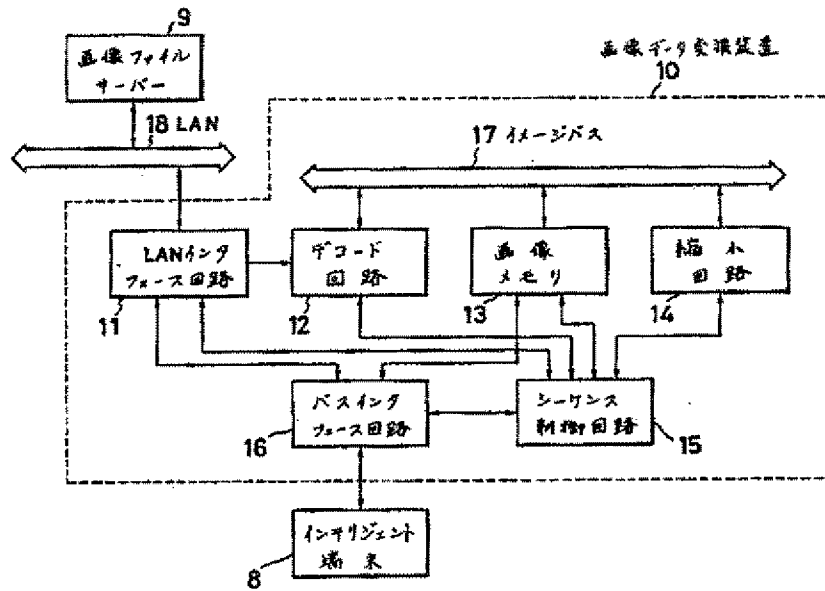 9
画像ファイル
サーバー
画像データ変換装置
10
18 LAN
17 イメージバス
LANインタ
フェース回路
11
デコード
回路
12
画像
メモリ
13
縮小
回路
14
バスインタ
フェース回路
16
シーケンス
制御回路
15
インテリジェント
端末
8